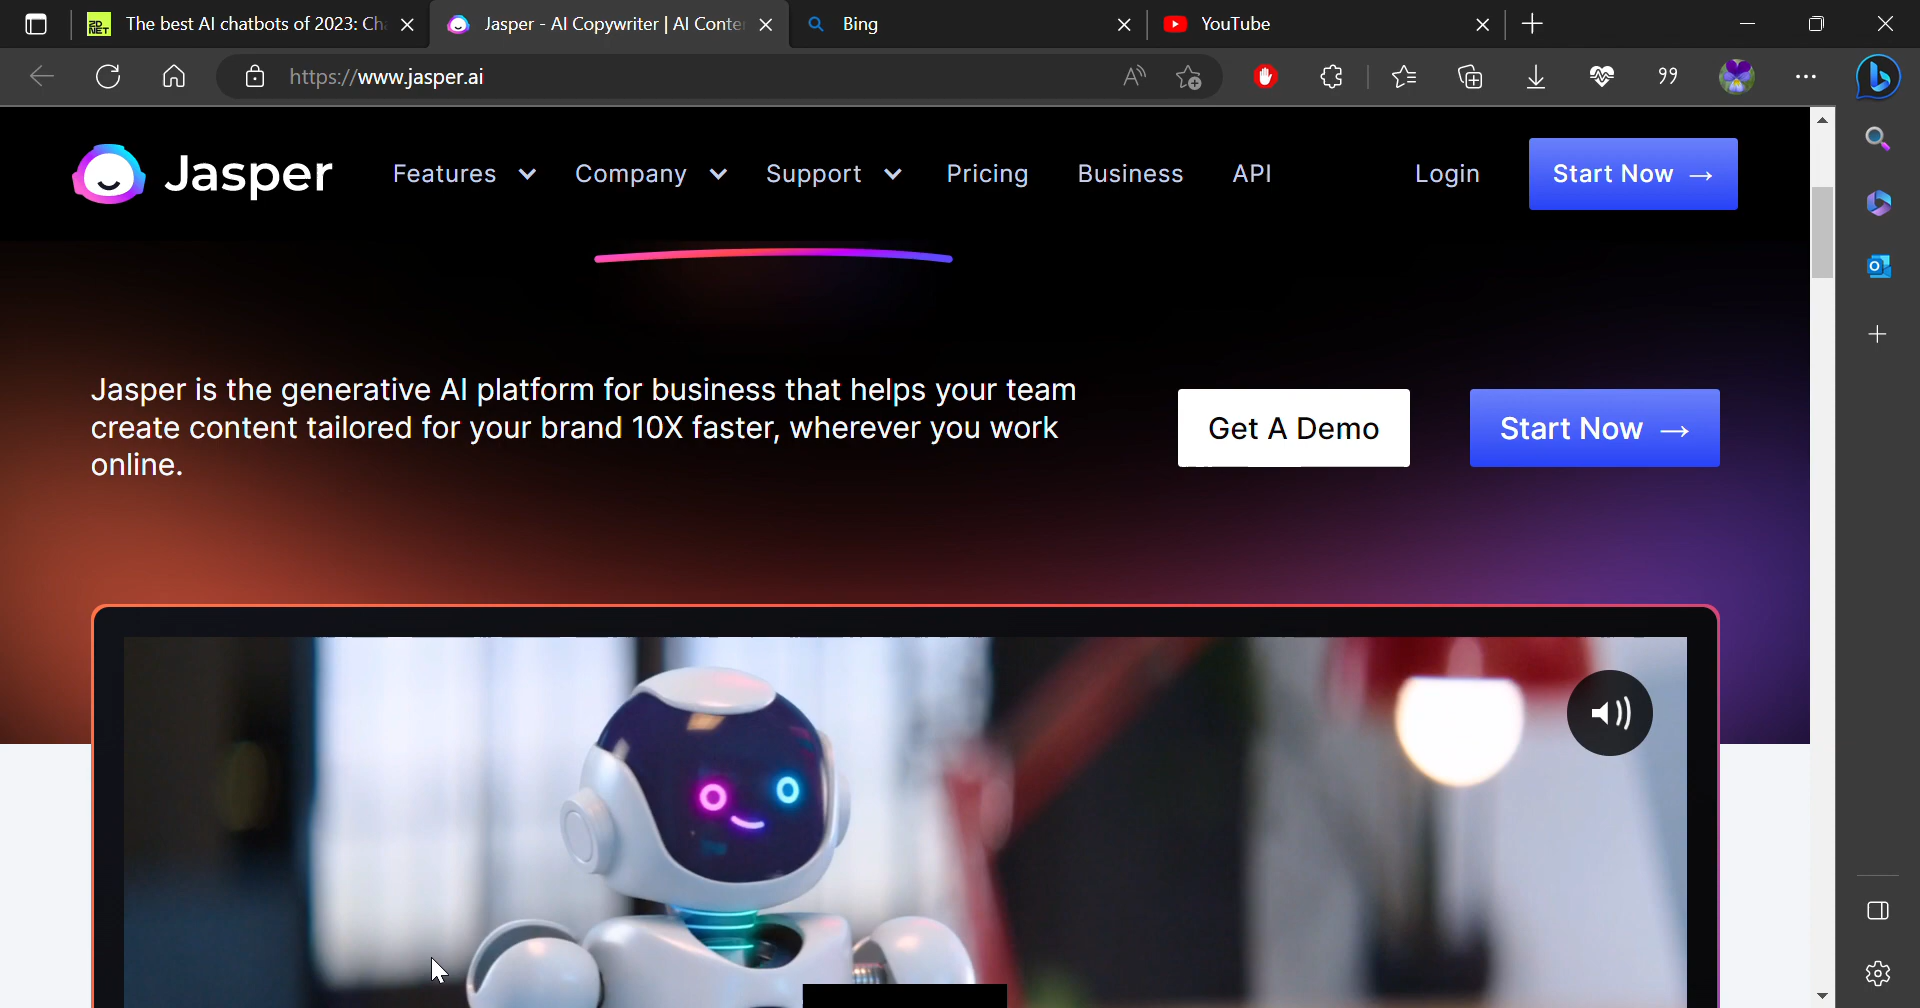 The best AI chatbots of 2023: Ch
Jasper - AI Copywriter | AI Conte
Bing
YouTube
https://www.jasper.ai
Jasper
Features
Company
Support
Pricing
Business
API
Login
Start Now →
Jasper is the generative AI platform for business that helps your team
create content tailored for your brand 10X faster, wherever you work
online.
Get A Demo
Start Now →